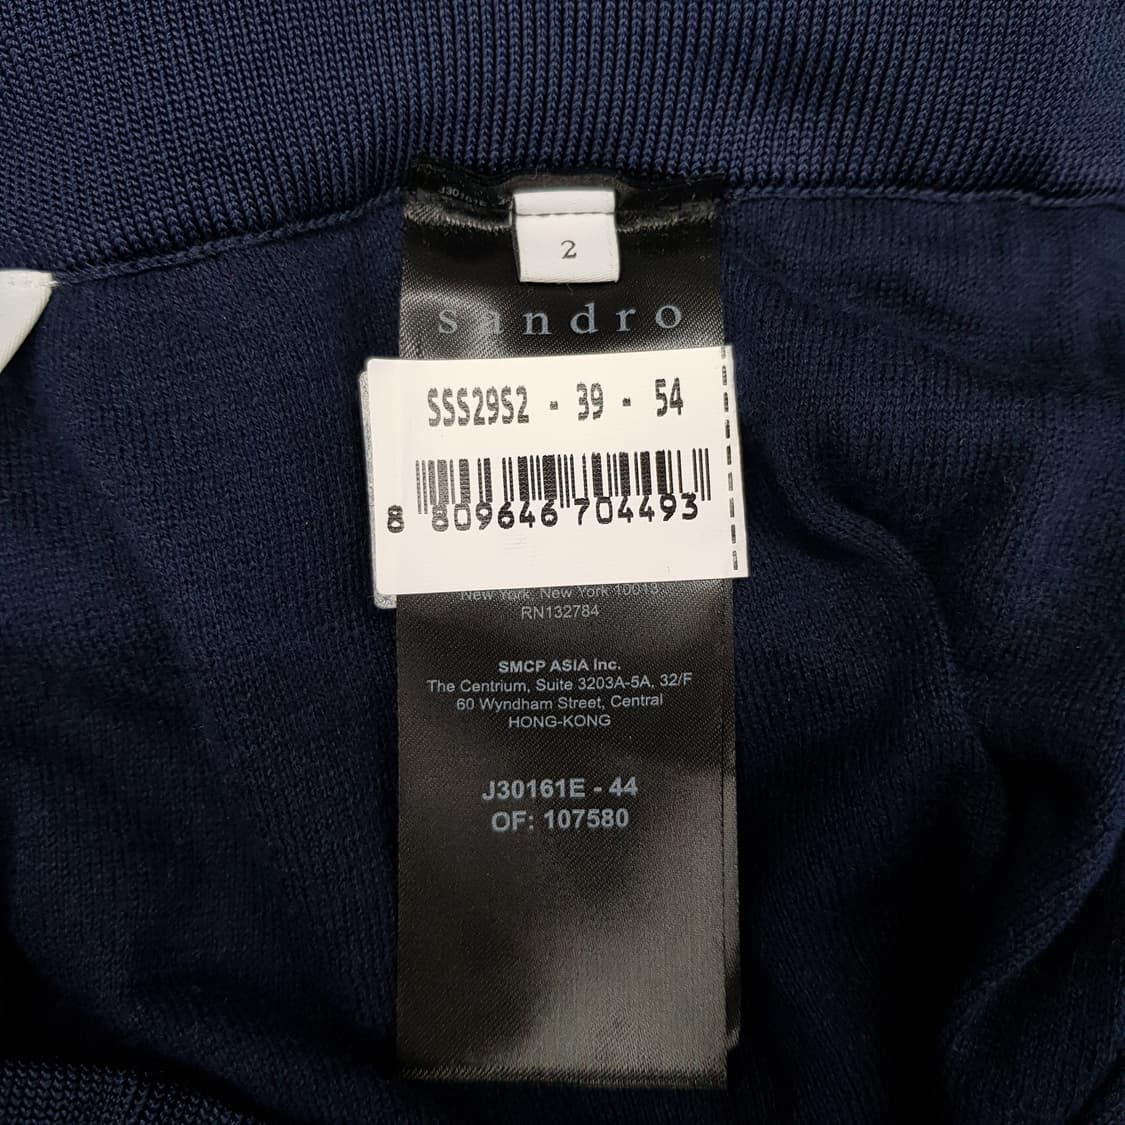 J30161E
2
sandro
SSS29S2 - 39 - 54
8 809646 704493
New York, New York 10013
RN132784
SMCP ASIA Inc.
The Centrium, Suite 3203A-5A, 32/F
60 Wyndham Street, Central
HONG-KONG
J30161E - 44
OF: 107580